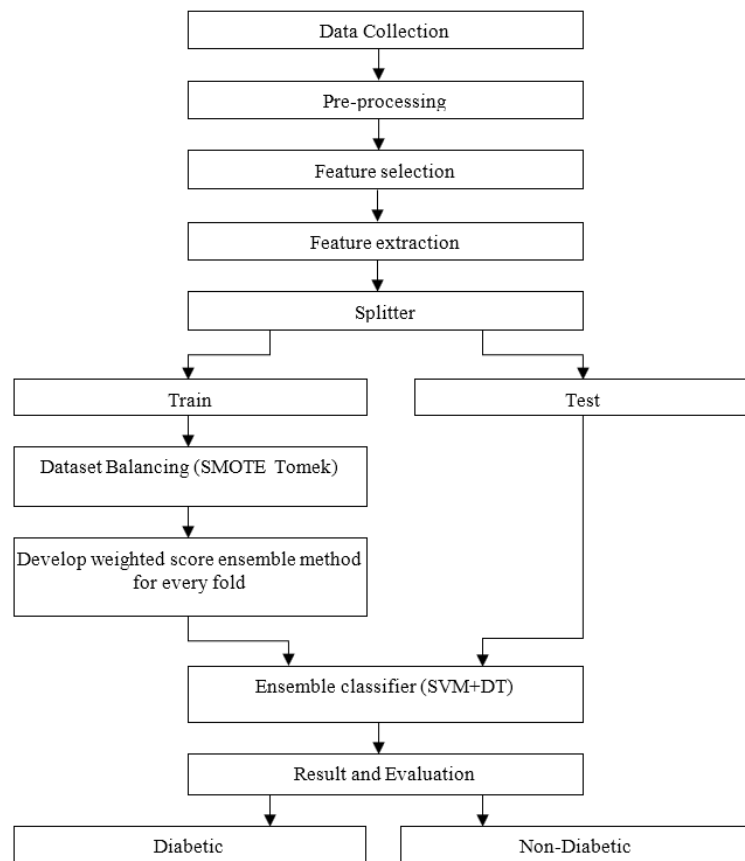 Data Collection
Pre-processing
Feature selection
Feature extraction
Splitter
Train
Test
Dataset Balancing (SMOTE Tomek)
Develop weighted score ensemble method
for every fold
Ensemble classifier (SVM+DT)
Result and Evaluation
Diabetic
Non-Diabetic